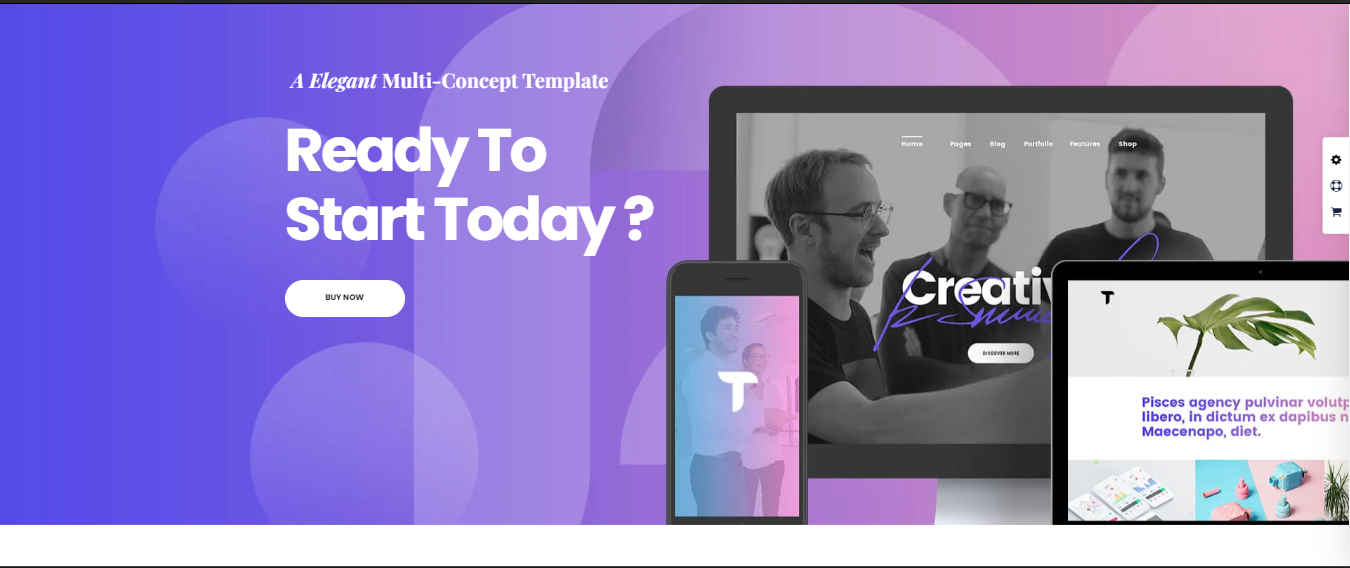 A Elegant Multi-Concept Template
Ready To
Start Today ?
BUY NOW
Home Pages Blog Portfolio Features Shop
Creativ
DISCOVER MORE
T
T
Pisces agency pulvinar volutp
libero, in dictum ex dapibus n
Maecenapo, diet.